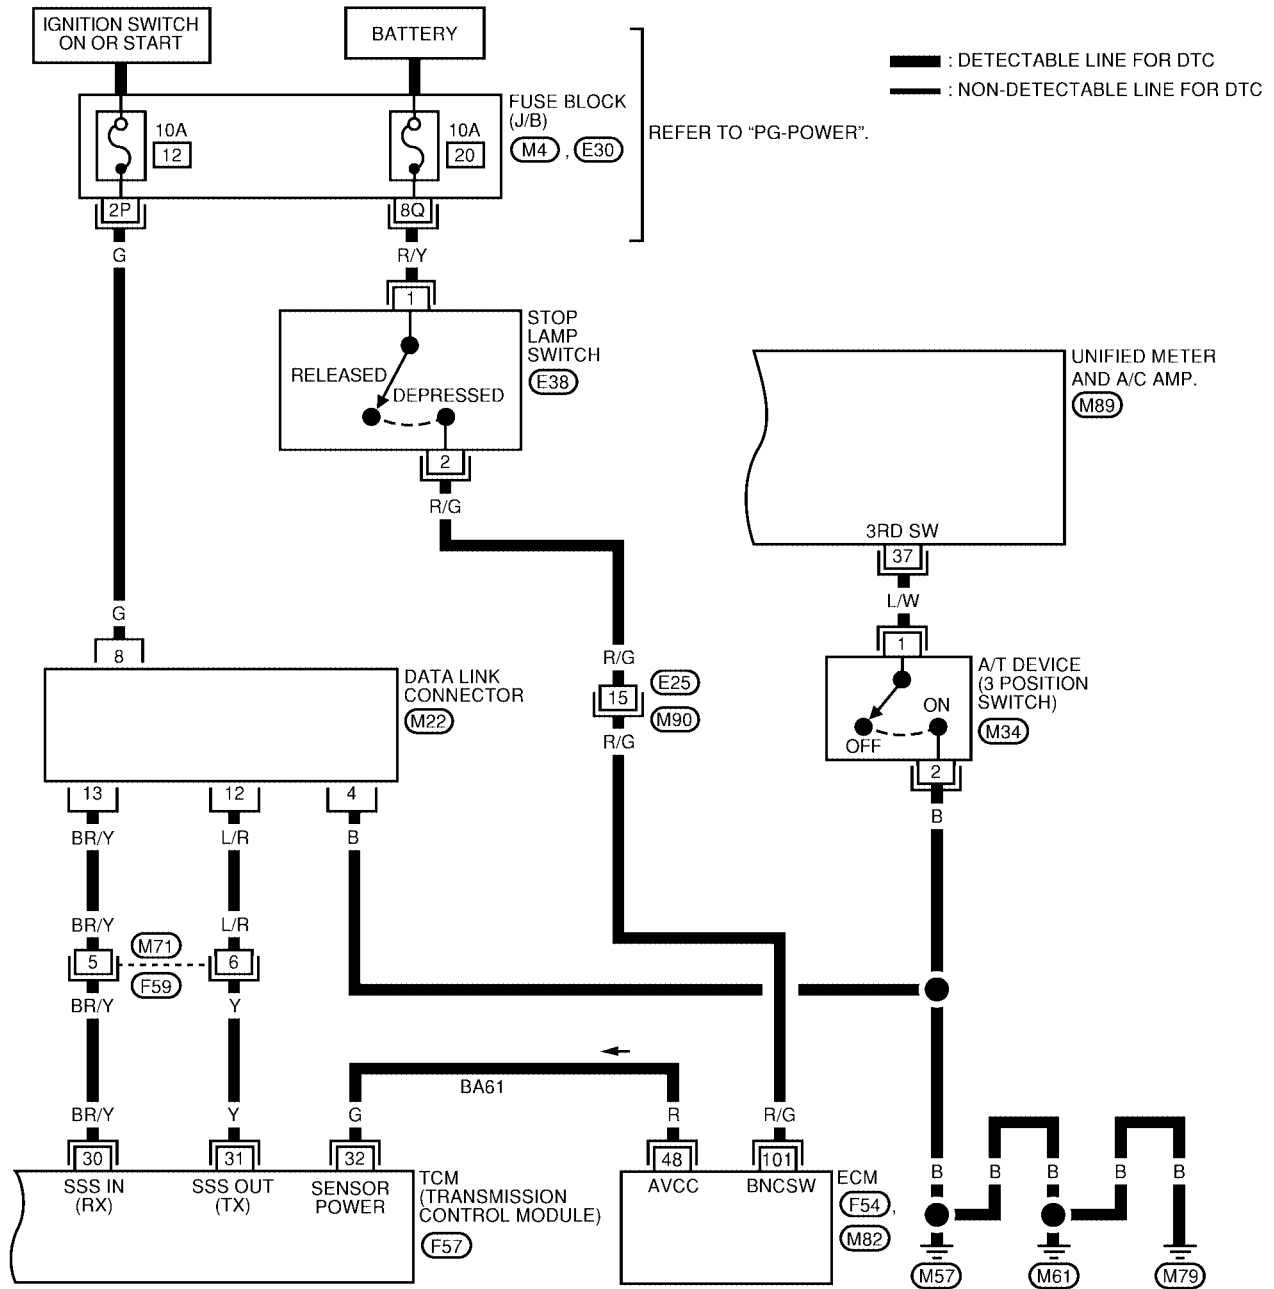 IGNITION SWITCH
ON OR START
BATTERY
: DETECTABLE LINE FOR DTC
: NON-DETECTABLE LINE FOR DTC
10A
12
10A
20
FUSE BLOCK
(J/B)
M4 , E30
REFER TO “PG-POWER”.
2P
8Q
G
R/Y
1
STOP
LAMP
SWITCH
E38
RELEASED
DEPRESSED
2
R/G
UNIFIED METER
AND A/C AMP.
M89
3RD SW
37
L/W
1
A/T DEVICE
(3 POSITION
SWITCH)
M34
ON
OFF
2
B
G
8
DATA LINK
CONNECTOR
M22
R/G
15
E25
M90
R/G
13
12
4
BR/Y
L/R
B
BR/Y
L/R
5
M71
F59
6
BR/Y
Y
BA61
BR/Y
Y
G
R
R/G
30
31
32
48
101
SSS IN
(RX)
SSS OUT
(TX)
SENSOR
POWER
TCM
(TRANSMISSION
CONTROL MODULE)
F57
AVCC
BNCSW
ECM
F54 ,
M82
B
B
B
B
B
M57
M61
M79